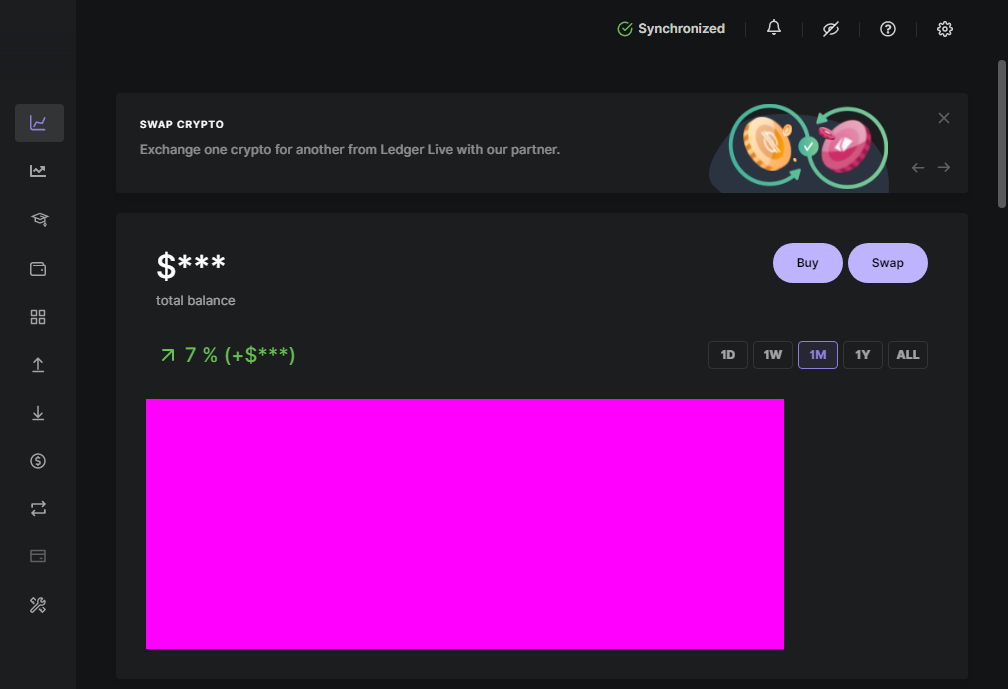 Synchronized
SWAP CRYPTO
Exchange one crypto for another from Ledger Live with our partner.
$***
Buy
Swap
total balance
7 % (+$***)
1D
1W
1M
1Y
ALL